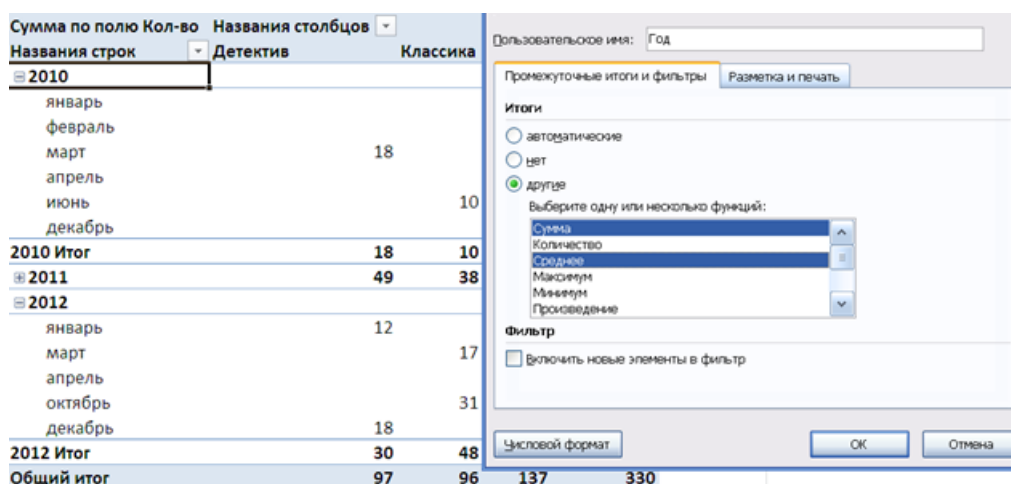 Сумма по полю Кол-во Названия столбцов
Названия строк Детектив Классика
2010
январь
февраль
март 18
апрель
июнь 10
декабрь
2010 Итог 18 10
2011 49 38
2012
январь 12
март 17
апрель
октябрь 31
декабрь 18
2012 Итог 30 48
Общий итог 97 96 137 330
Пользовательское имя: Год
Промежуточные итоги и фильтры Разметка и печать
Итоги
автоматические
нет
другие
Выберите одну или несколько функций:
Сумма
Количество
Среднее
Максимум
Минимум
Произведение
Фильтр
Включить новые элементы в фильтр
Числовой формат ОК Отмена